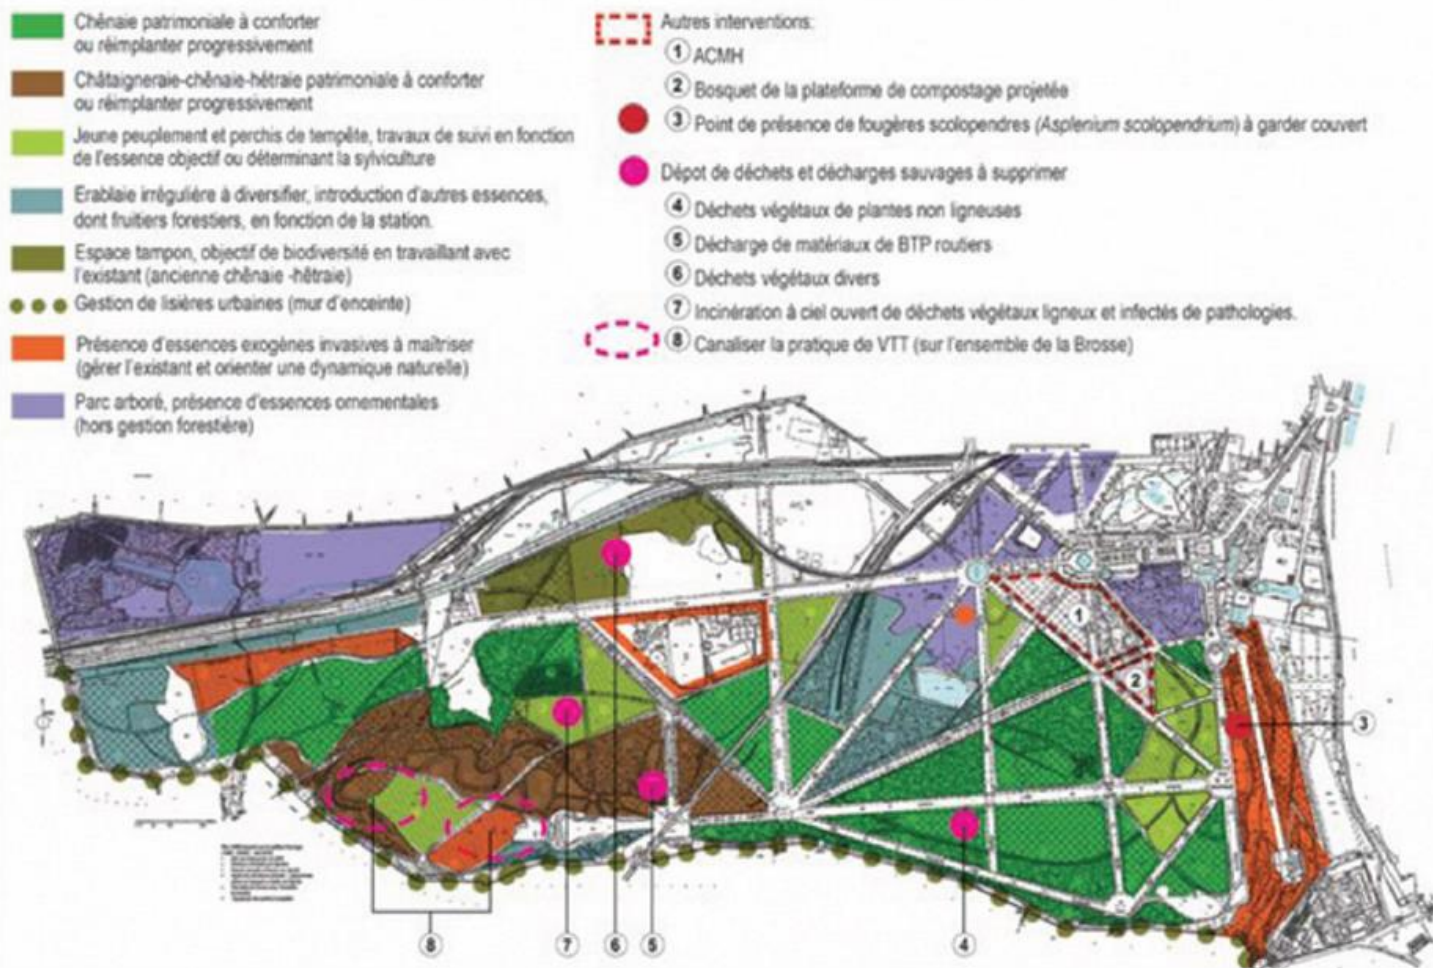 Chênaie patrimoniale à conforter
ou réimplanter progressivement
Châtaigneraie-chênaie-hêtraie patrimoniale à conforter
ou réimplanter progressivement
Jeune peuplement et perchis de tempête, travaux de suivi en fonction
de l'essence objectif ou déterminant la sylviculture
Erablaie irrégulière à diversifier, introduction d'autres essences,
dont fruitiers forestiers, en fonction de la station.
Espace tampon, objectif de biodiversité en travaillant avec
l'existant (ancienne chênaie -hêtraie)
Gestion de lisières urbaines (mur d'enceinte)
Présence d'essences exogènes invasives à maîtriser
(gérer l'existant et orienter une dynamique naturelle)
Parc arboré, présence d'essences ornementales
(hors gestion forestière)
Autres interventions:
1 ACMH
2 Bosquet de la plateforme de compostage projetée
3 Point de présence de fougères scolopendres (Asplenium scolopendrium) à garder couvert
Dépot de déchets et décharges sauvages à supprimer
4 Déchets végétaux de plantes non ligneuses
5 Décharge de matériaux de BTP routiers
6 Déchets végétaux divers
7 Incinération à ciel ouvert de déchets végétaux ligneux et infectés de pathologies.
8 Canaliser la pratique de VTT (sur l'ensemble de la Brosse)
1
2
3
8
7
6
5
4